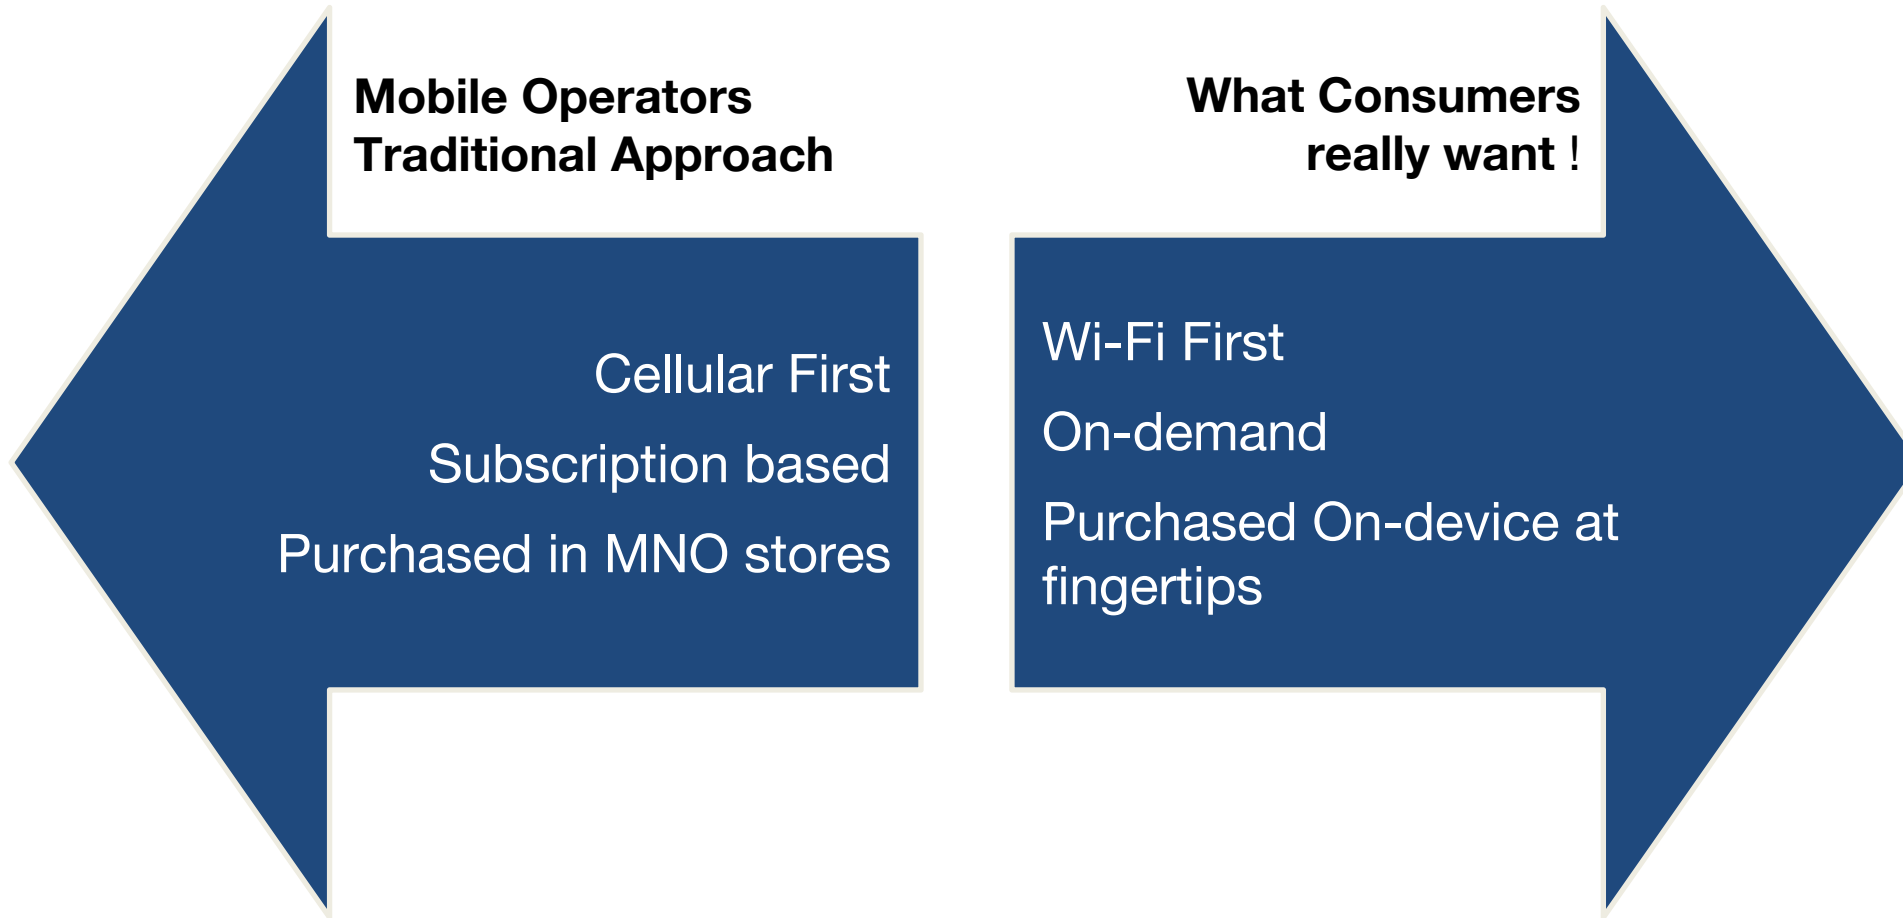 Mobile Operators
Traditional Approach
Cellular First
Subscription based
Purchased in MNO stores
What Consumers
really want !
Wi-Fi First
On-demand
Purchased On-device at
fingertips